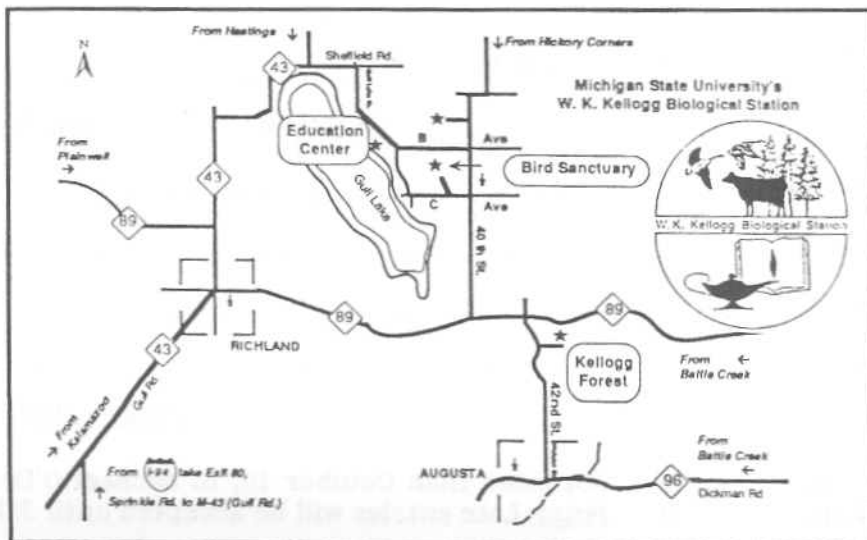 N
From Hastings
43
Sheffield Rd.
From Hickory Corners
Michigan State University's
W. K. Kellogg Biological Station
From
Plainwell
43
Education
Center
B
Ave
Bird Sanctuary
Gull Lake
C
Ave
W. K. Kellogg Biological Station
89
40th St.
RICHLAND
89
89
43
Gull Rd
From
Kalamazoo
Kellogg
Forest
From
Battle Creek
42nd St.
From I-94 take Exit 80,
Sprinkle Rd. to M-43 (Gull Rd.)
AUGUSTA
From
Battle Creek
96
Dickman Rd